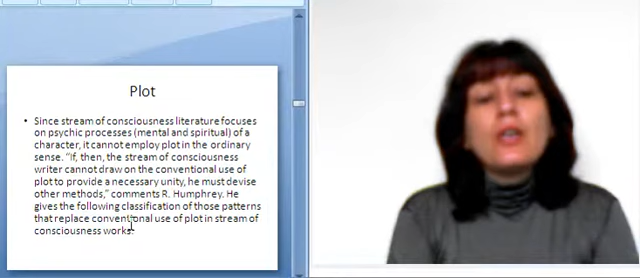 Plot
• Since stream of consciousness literature focuses
on psychic processes (mental and spiritual) of a
character, it cannot employ plot in the ordinary
sense. “If, then, the stream of consciousness
writer cannot draw on the conventional use of
plot to provide a necessary unity, he must devise
other methods,” comments R. Humphrey. He
gives the following classification of those patterns
that replace conventional use of plot in stream of
consciousness works.